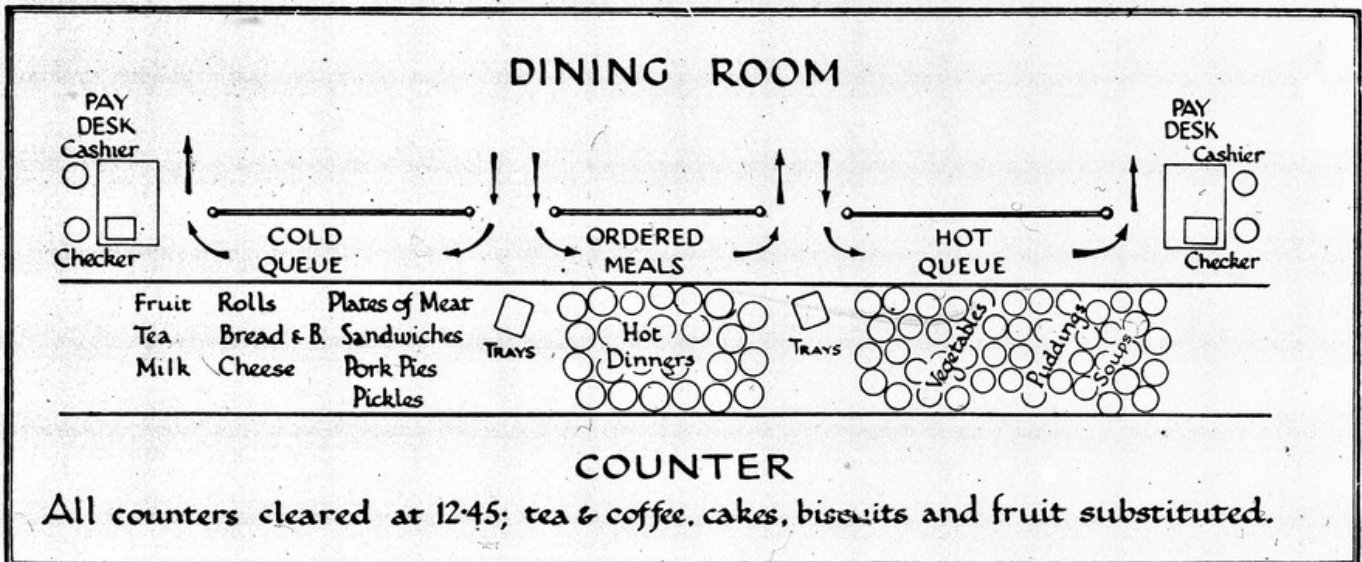 DINING ROOM
PAY
DESK
Cashier
Checker
PAY
DESK
Cashier
Checker
COLD
QUEUE
ORDERED
MEALS
HOT
QUEUE
Fruit Rolls Plates of Meat
Tea Bread & B. Sandwiches
Milk Cheese Pork Pies
Pickles
TRAYS
Hot
Dinners
TRAYS
Vegetables
Puddings
Soups
COUNTER
All counters cleared at 12·45; tea & coffee, cakes, biscuits and fruit substituted.